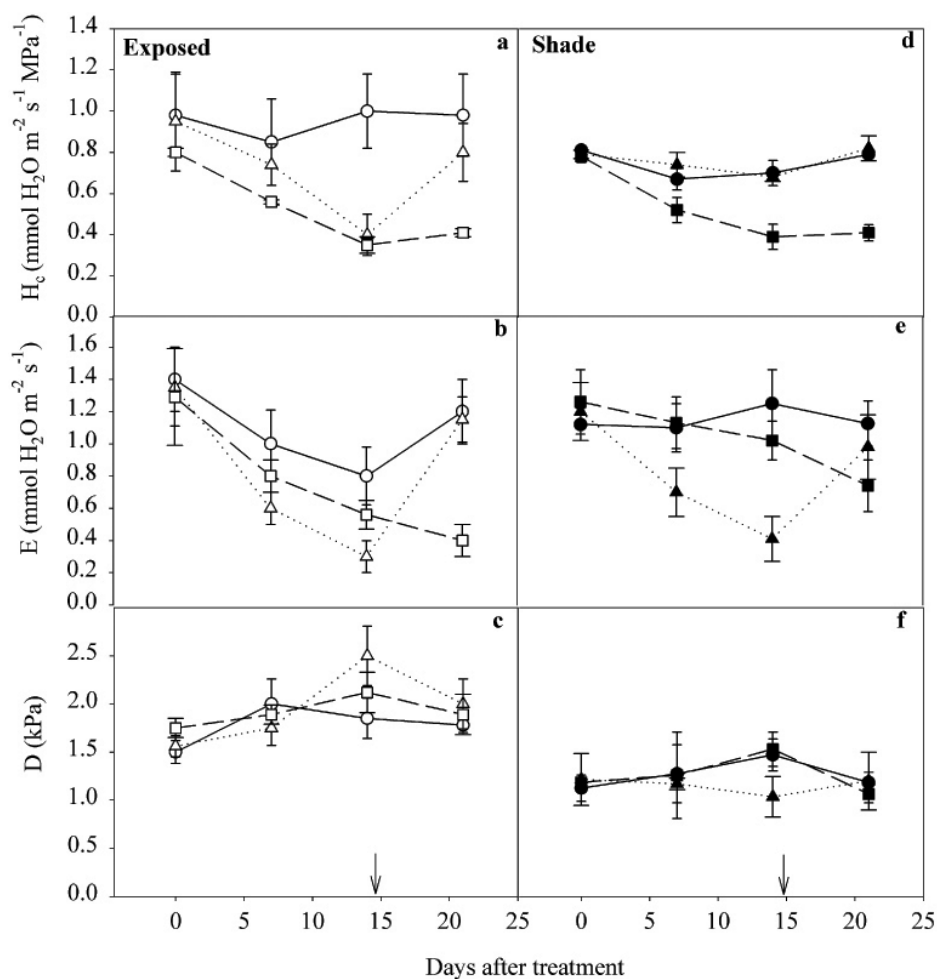 Exposed
a
Shade
d
H_c (mmol H₂O m⁻² s⁻¹ MPa⁻¹)
1.4
1.2
1.0
0.8
0.6
0.4
0.2
0.0
b
e
E (mmol H₂O m⁻² s⁻¹)
1.6
1.4
1.2
1.0
0.8
0.6
0.4
0.2
0.0
c
f
D (kPa)
2.5
2.0
1.5
1.0
0.5
0.0
0 5 10 15 20 25 0 5 10 15 20 25
Days after treatment